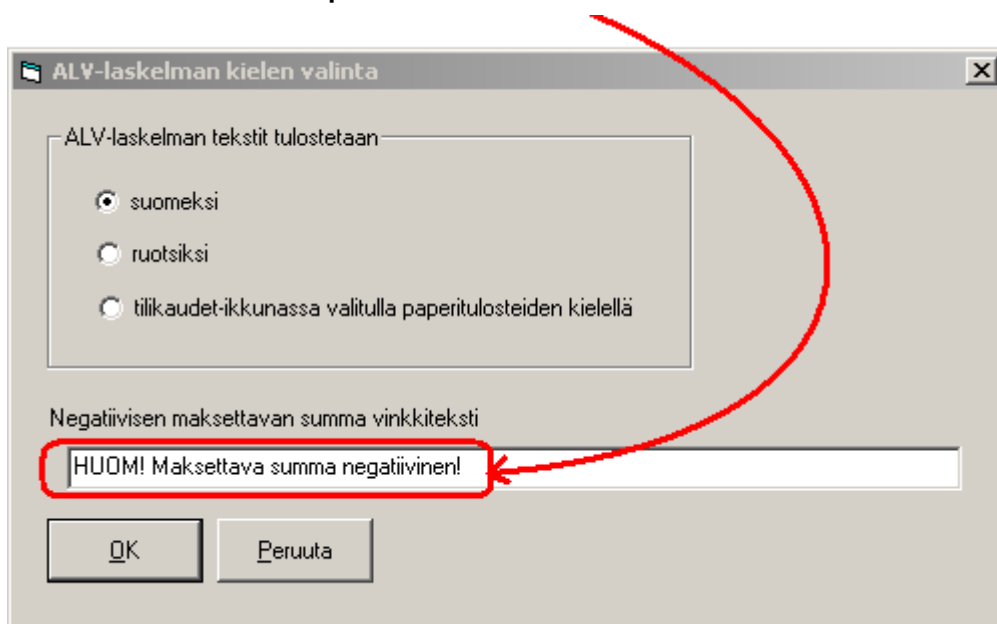 ALV-laskelman kielen valinta
ALV-laskelman tekstit tulostetaan
suomeksi
ruotsiksi
tilikaudet-ikkunassa valitulla paperitulosteiden kielellä
Negatiivisen maksettavan summa vinkkiteksti
HUOM! Maksettava summa negatiivinen!
OK Peruuta